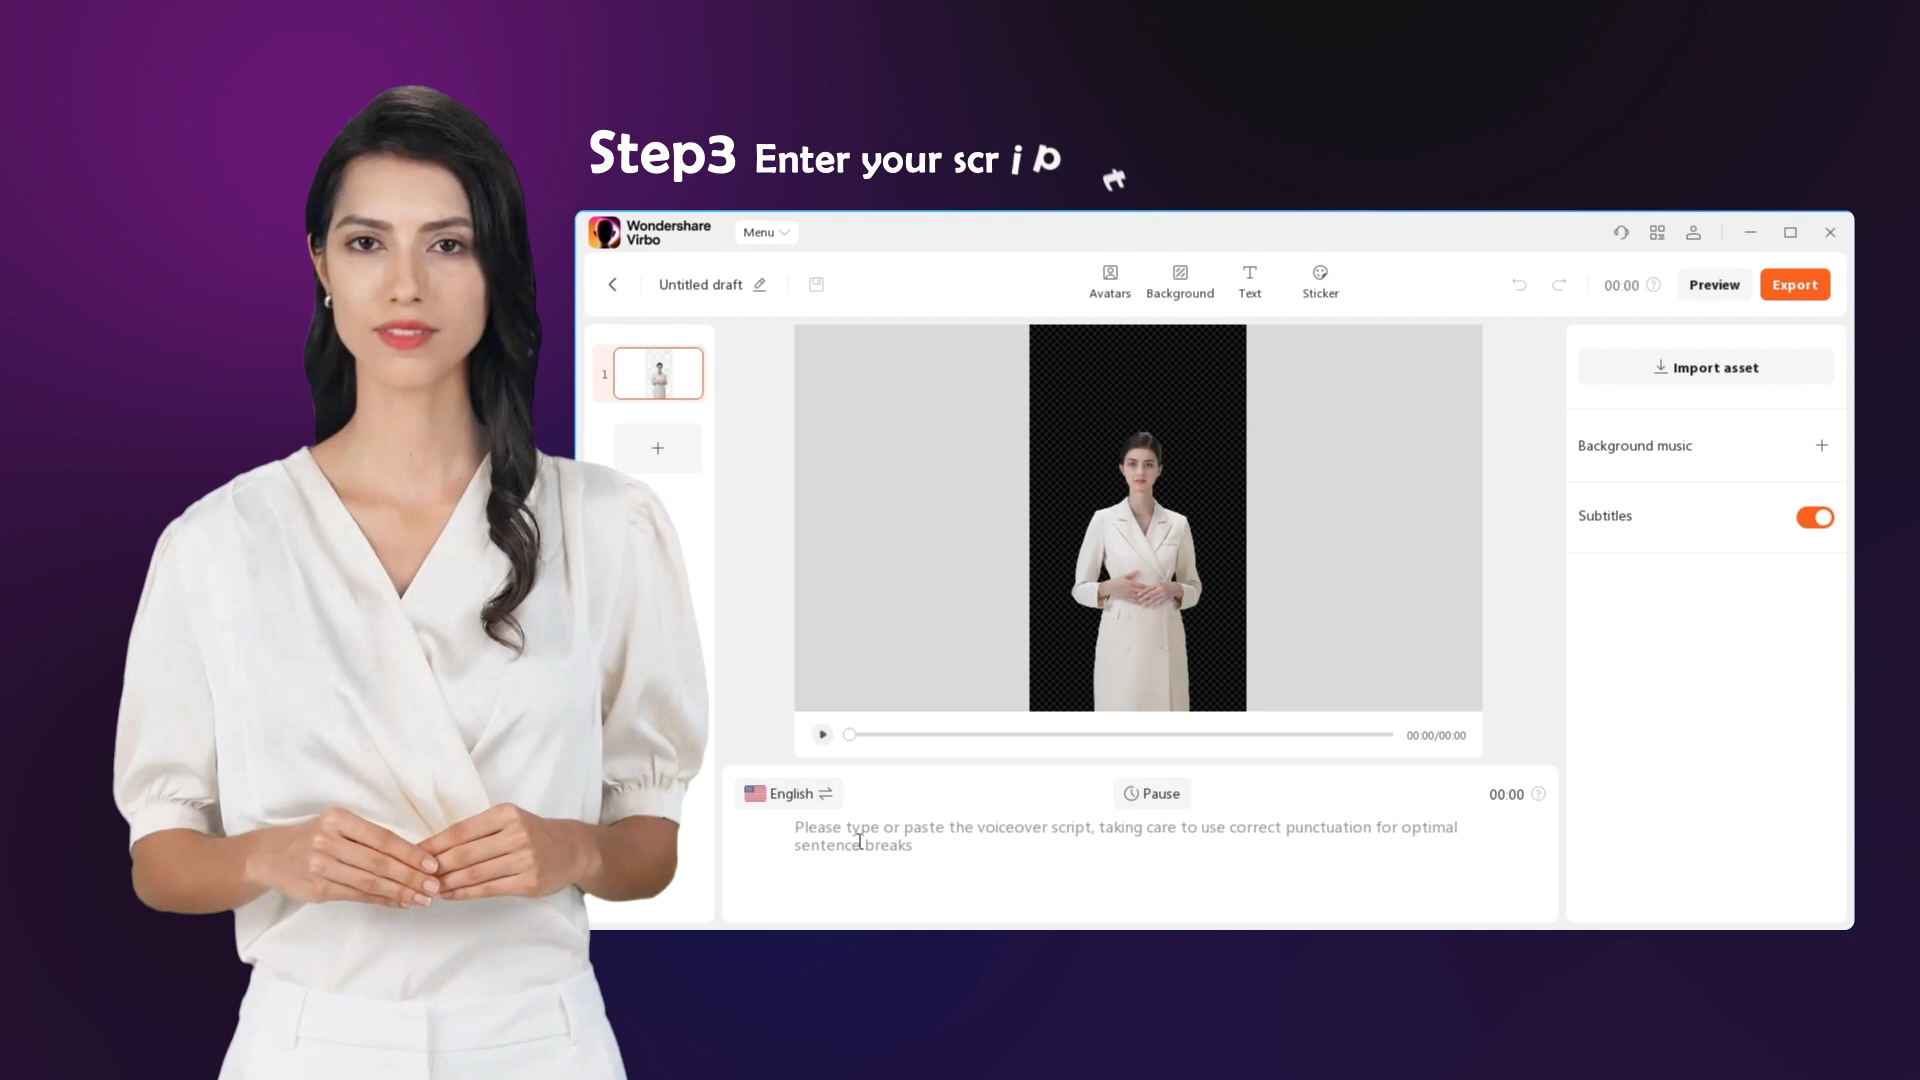 Step3 Enter your script
Wondershare
Virbo
Menu
Untitled draft
Avatars
Background
Text
Sticker
00:00
Preview
Export
1
Import asset
Background music
Subtitles
00:00/00:00
English
Pause
00:00
Please type or paste the voiceover script, taking care to use correct punctuation for optimal
sentence breaks